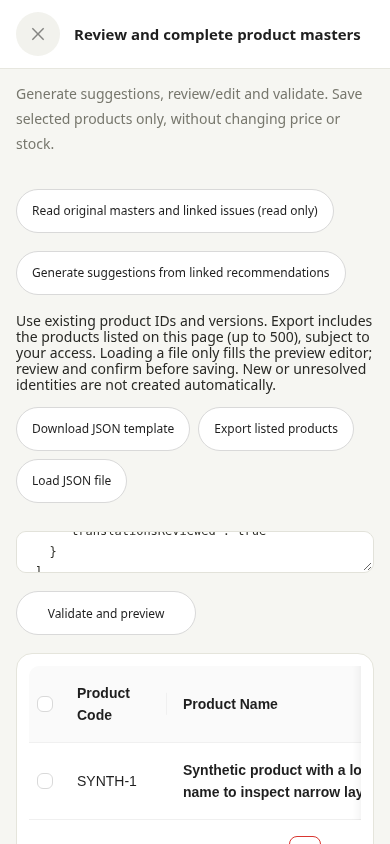 Review and complete product masters
Generate suggestions, review/edit and validate. Save
selected products only, without changing price or
stock.
Read original masters and linked issues (read only)
Generate suggestions from linked recommendations
Use existing product IDs and versions. Export includes
the products listed on this page (up to 500), subject to
your access. Loading a file only fills the preview editor;
review and confirm before saving. New or unresolved
identities are not created automatically.
Download JSON template
Export listed products
Load JSON file
}
]
Validate and preview
Product
Code
Product Name
SYNTH-1
Synthetic product with a lo
name to inspect narrow lay